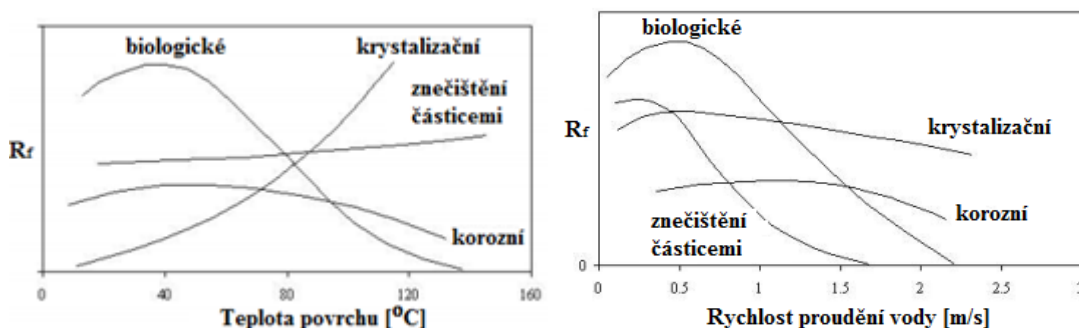 biologické
krystalizační
znečištění
částicemi
Rf
korozní
0
40
80
120
160
Teplota povrchu [⁰C]
biologické
Rf
krystalizační
znečištění
částicemi
korozní
0
0
0.5
1
1.5
2
2.5
Rychlost proudění vody [m/s]